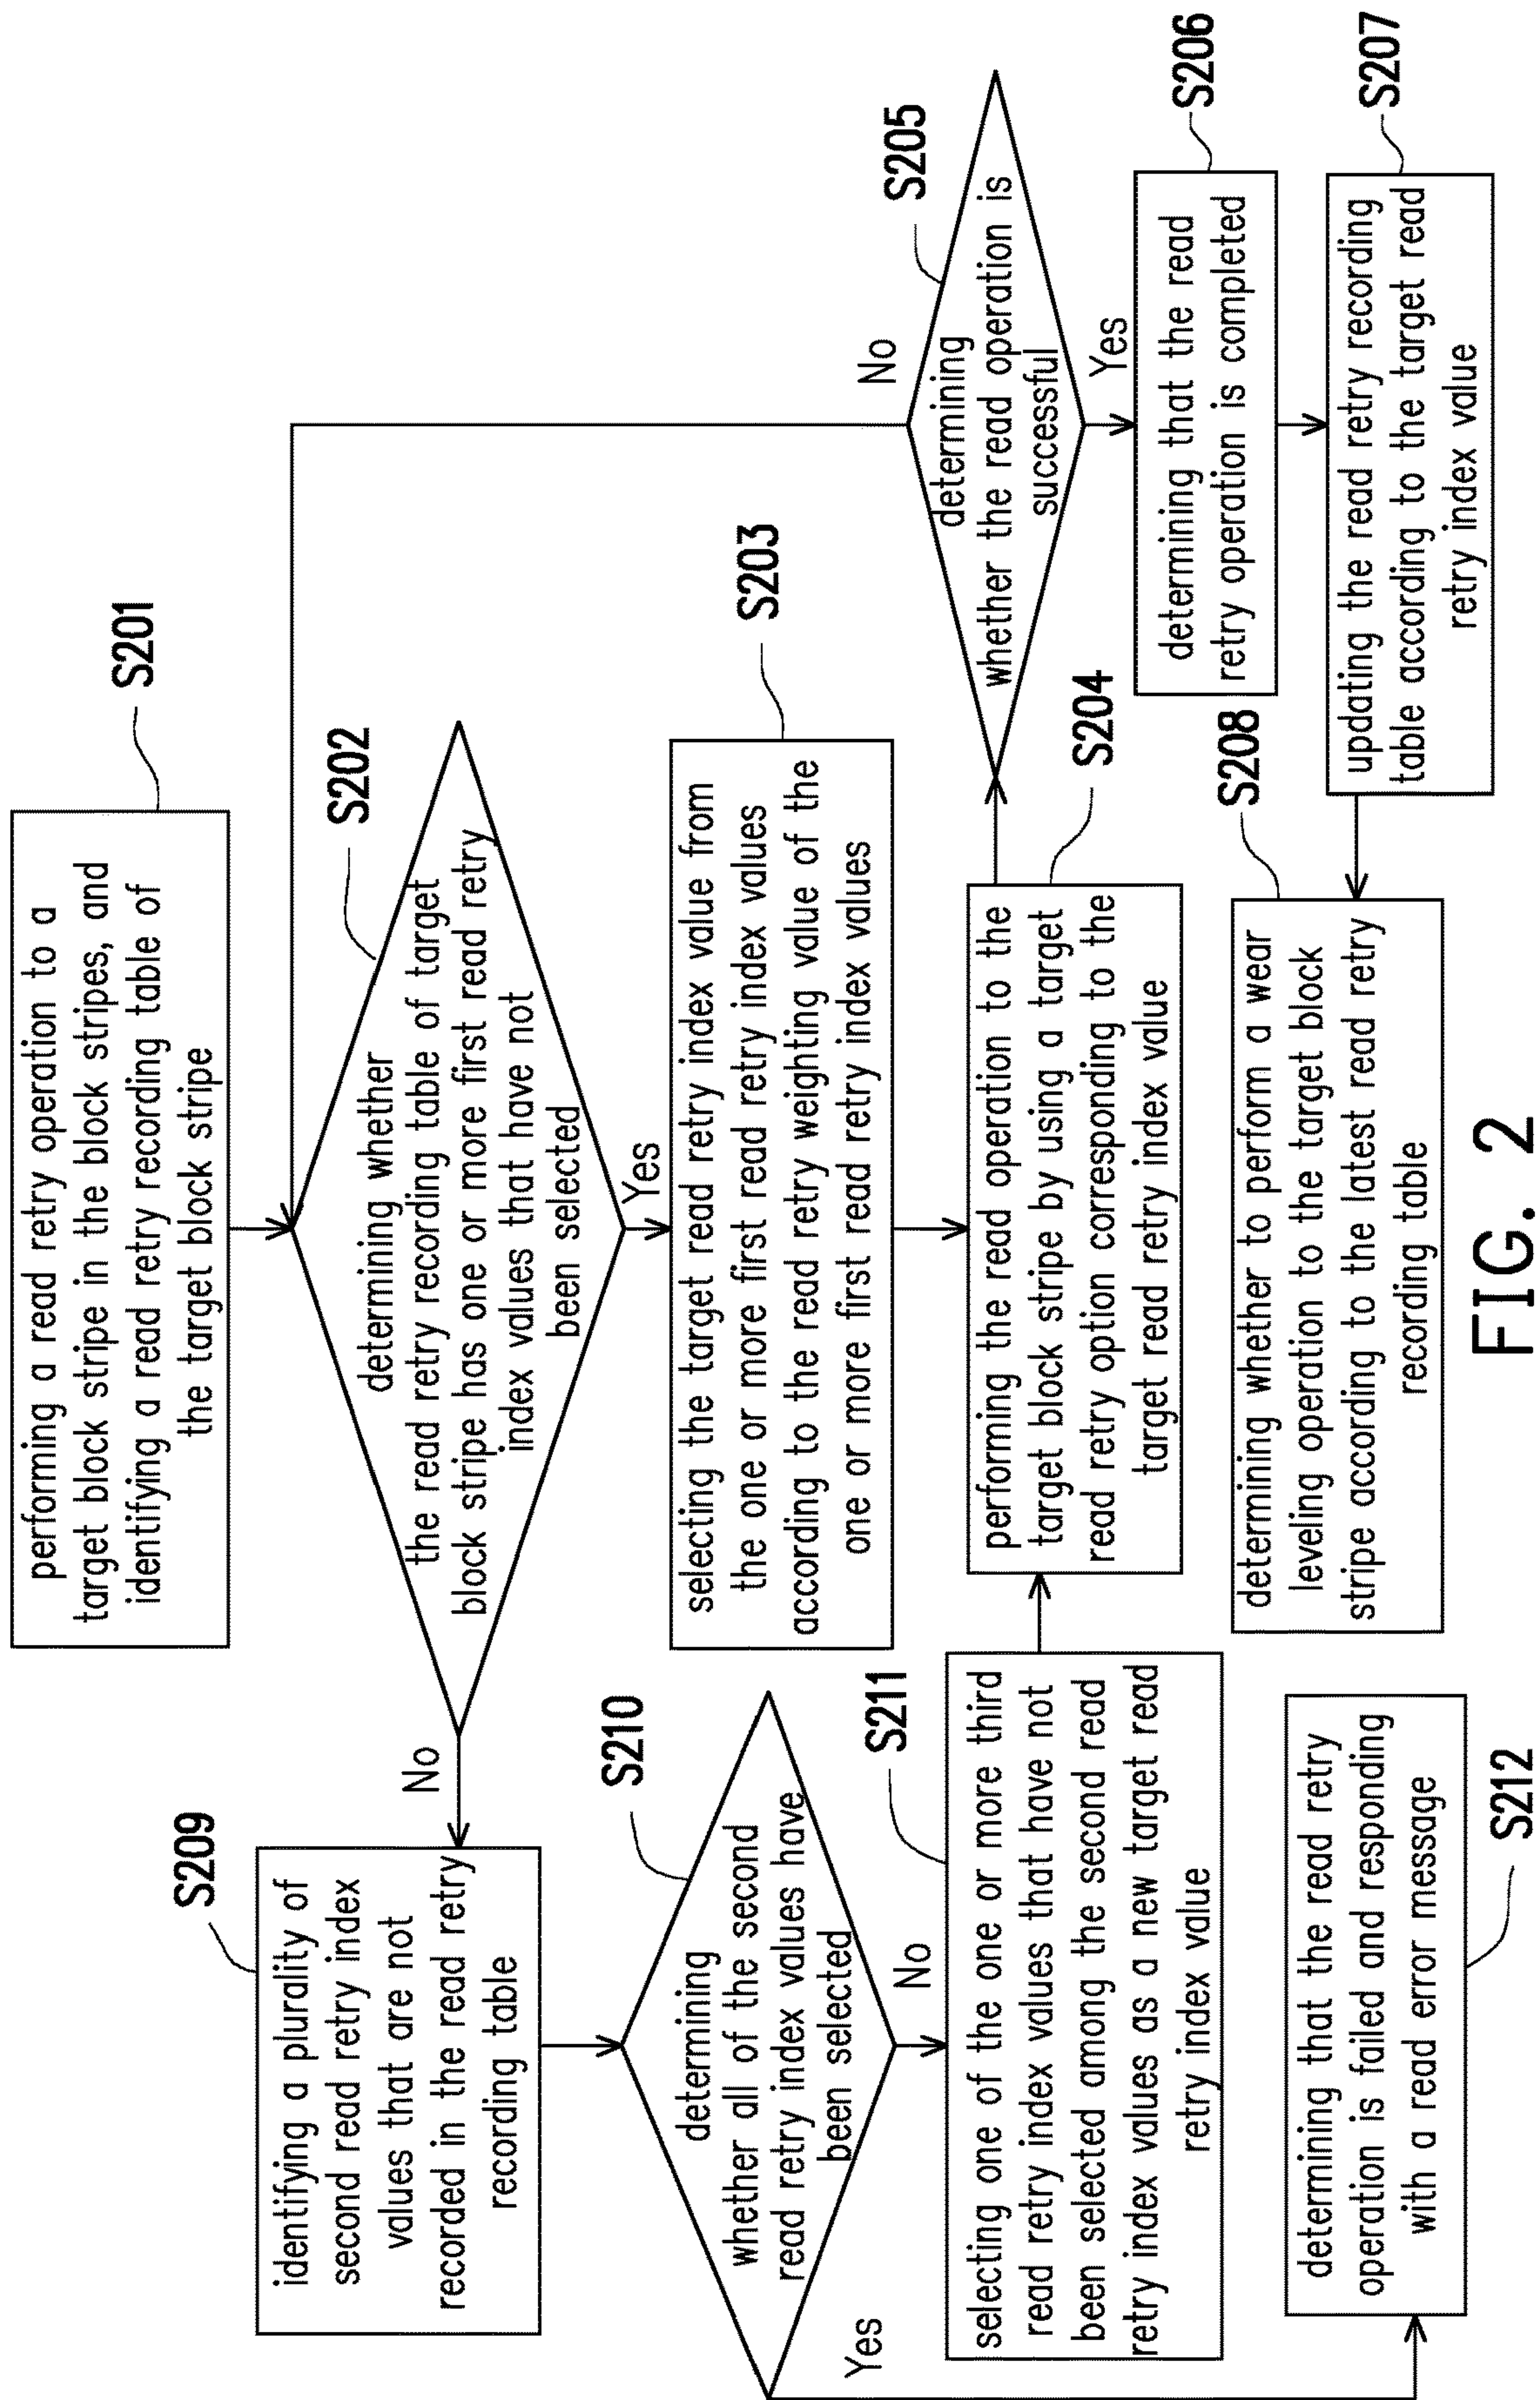 performing a read retry operation to a
target block stripe in the block stripes, and
identifying a read retry recording table of
the target block stripe
S201
determining whether
the read retry recording table of target
block stripe has one or more first read retry
index values that have not
been selected
S202
Yes
No
selecting the target read retry index value from
the one or more first read retry index values
according to the read retry weighting value of the
one or more first read retry index values
S203
performing the read operation to the
target block stripe by using a target
read retry option corresponding to the
target read retry index value
S204
determining
whether the read operation is
successful
S205
No
Yes
determining that the read
retry operation is completed
S206
updating the read retry recording
table according to the target read
retry index value
S207
determining whether to perform a wear
leveling operation to the target block
stripe according to the latest read retry
recording table
S208
identifying a plurality of
second read retry index
values that are not
recorded in the read retry
recording table
S209
determining
whether all of the second
read retry index values have
been selected
S210
No
Yes
selecting one of the one or more third
read retry index values that have not
been selected among the second read
retry index values as a new target read
retry index value
S211
determining that the read retry
operation is failed and responding
with a read error message
S212
FIG. 2